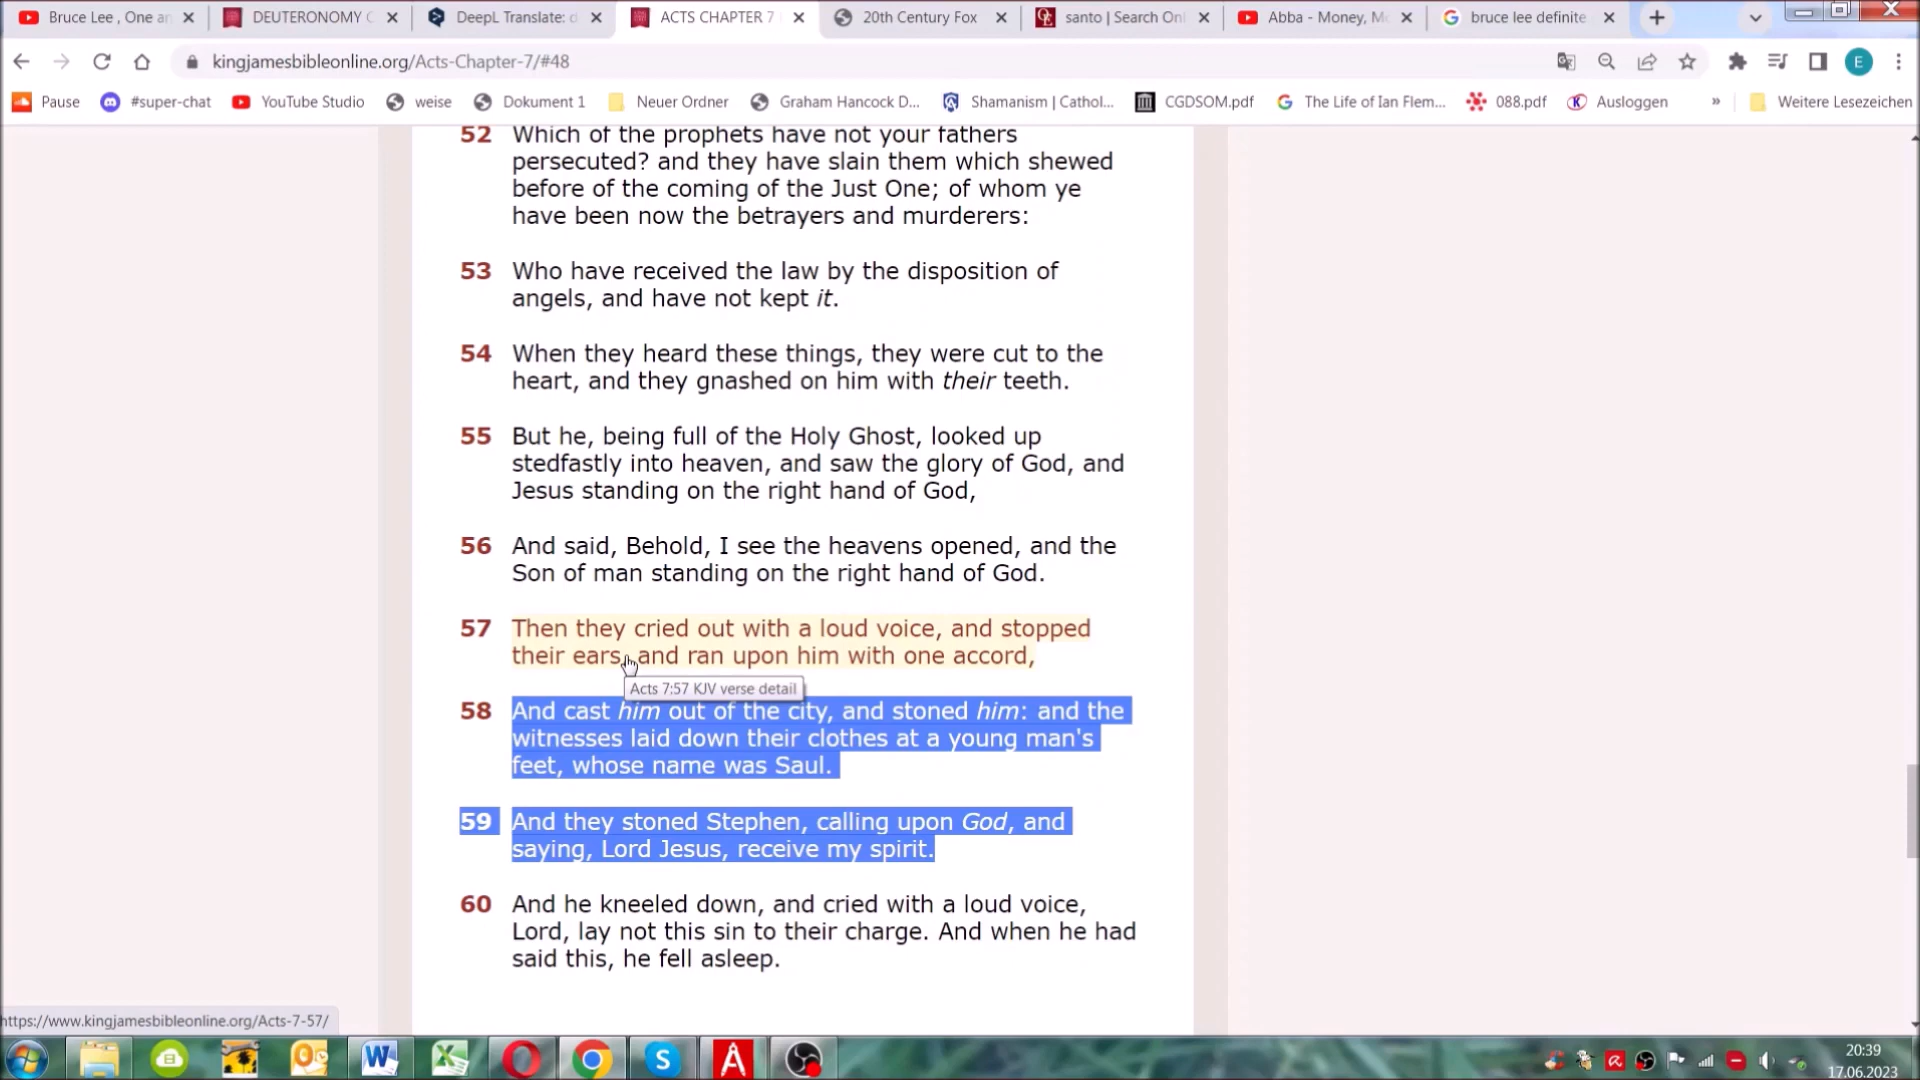 Bruce Lee , One an
DEUTERONOMY C
DeepL Translate: d
ACTS CHAPTER 7
20th Century Fox
santo | Search Onl
Abba - Money, Mo
bruce lee definite
kingjamesbibleonline.org/Acts-Chapter-7/#48
E
Pause
#super-chat
YouTube Studio
weise
Dokument 1
Neuer Ordner
Graham Hancock D...
Shamanism | Cathol...
CGDSOM.pdf
The Life of Ian Flem...
088.pdf
Ausloggen
»
Weitere Lesezeichen
52 Which of the prophets have not your fathers
persecuted? and they have slain them which shewed
before of the coming of the Just One; of whom ye
have been now the betrayers and murderers:
53 Who have received the law by the disposition of
angels, and have not kept it.
54 When they heard these things, they were cut to the
heart, and they gnashed on him with their teeth.
55 But he, being full of the Holy Ghost, looked up
stedfastly into heaven, and saw the glory of God, and
Jesus standing on the right hand of God,
56 And said, Behold, I see the heavens opened, and the
Son of man standing on the right hand of God.
57 Then they cried out with a loud voice, and stopped
their ears, and ran upon him with one accord,
Acts 7:57 KJV verse detail
58 And cast him out of the city, and stoned him: and the
witnesses laid down their clothes at a young man's
feet, whose name was Saul.
59 And they stoned Stephen, calling upon God, and
saying, Lord Jesus, receive my spirit.
60 And he kneeled down, and cried with a loud voice,
Lord, lay not this sin to their charge. And when he had
said this, he fell asleep.
https://www.kingjamesbibleonline.org/Acts-7-57/
20:39
17.06.2023